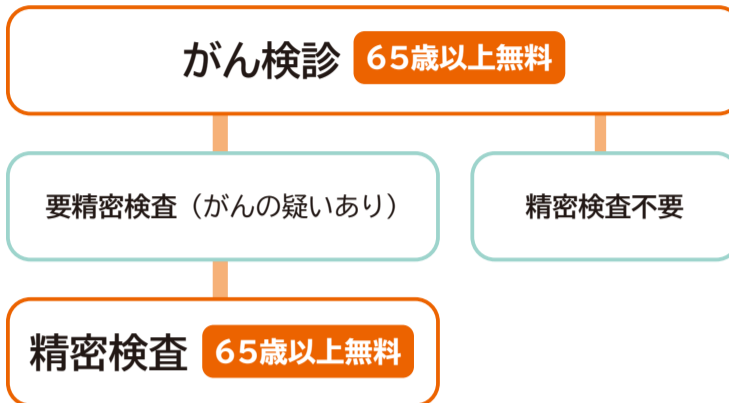 がん検診 65歳以上無料
要精密検査（がんの疑いあり） 精密検査不要
精密検査 65歳以上無料